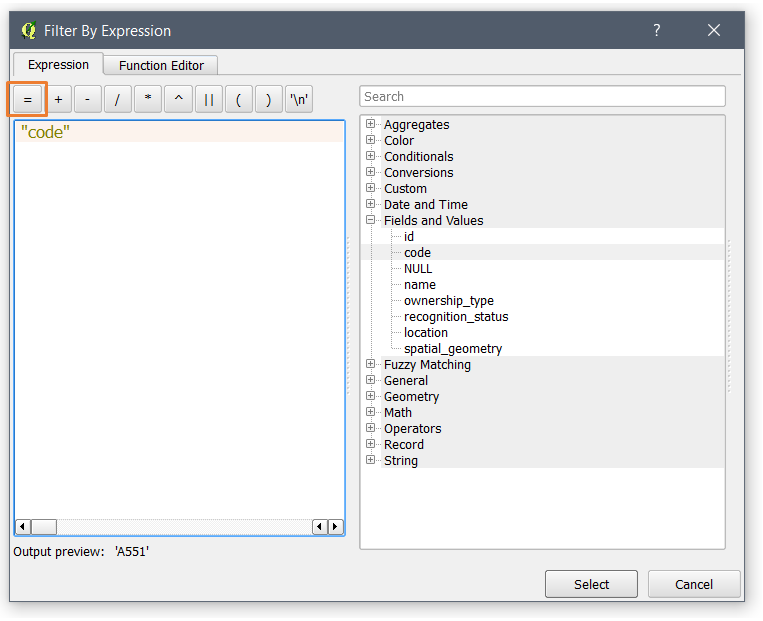 Filter By Expression ?
Expression Function Editor
= + - / * ^ || ( ) '\n'
Search
"code"
Aggregates
Color
Conditionals
Conversions
Custom
Date and Time
Fields and Values
id
code
NULL
name
ownership_type
recognition_status
location
spatial_geometry
Fuzzy Matching
General
Geometry
Math
Operators
Record
String
Output preview: 'A551'
Select Cancel